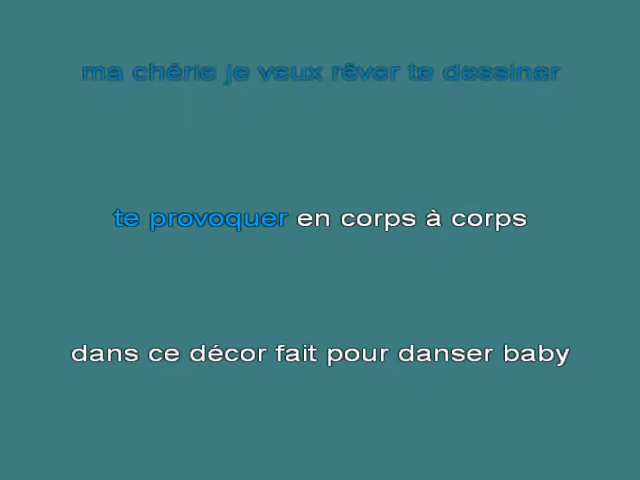 ma chérie je veux rêver te dessiner
te provoquer en corps à corps
dans ce décor fait pour danser baby